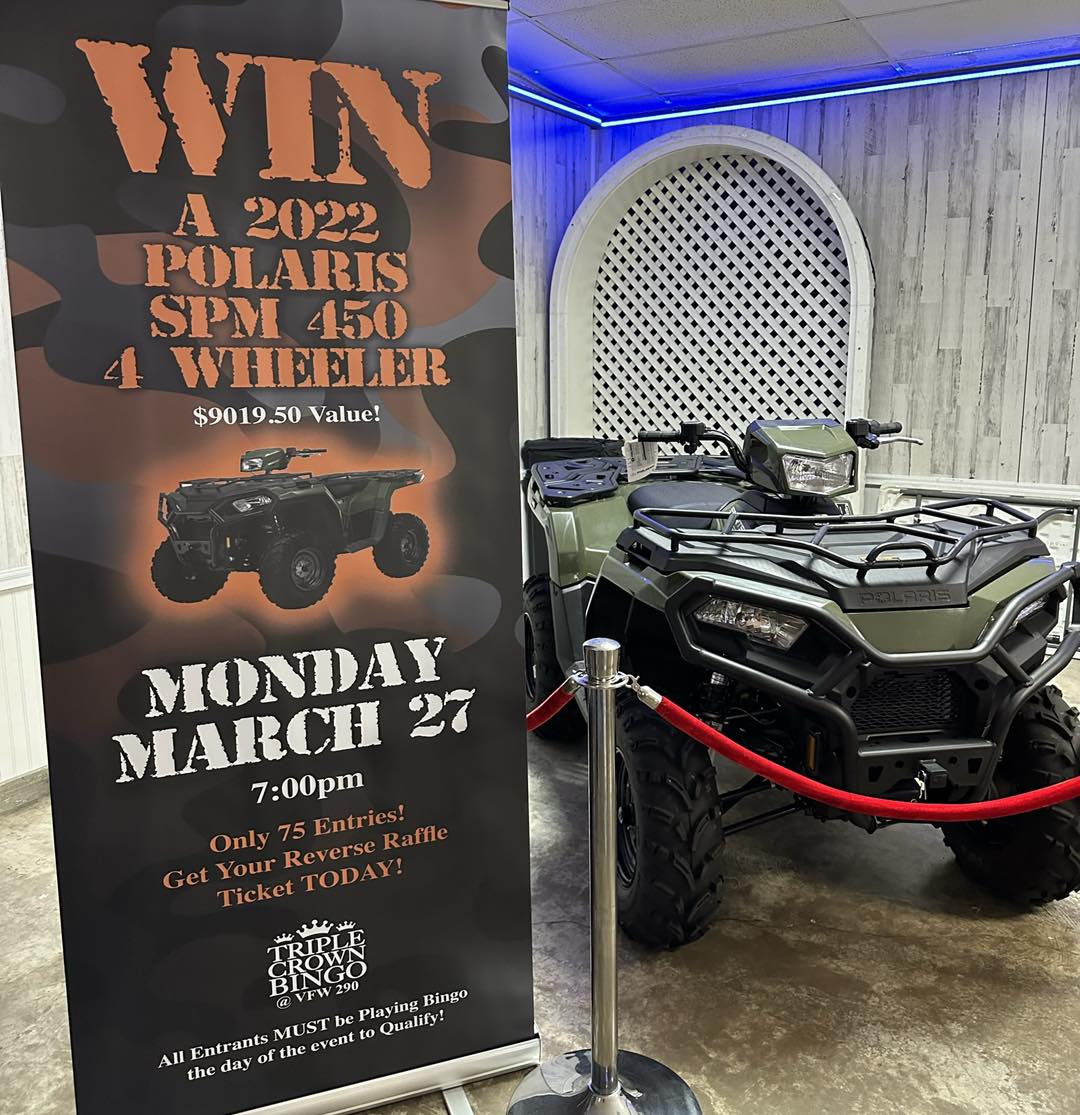 WIN
A 2022
POLARIS
SPM 450
4 WHEELER
$9019.50 Value!
MONDAY
MARCH 27
7:00pm
Only 75 Entries!
Get Your Reverse Raffle
Ticket TODAY!
TRIPLE
CROWN
BINGO
@ VFW 290
All Entrants MUST be Playing Bingo
the day of the event to Qualify!
POLARIS